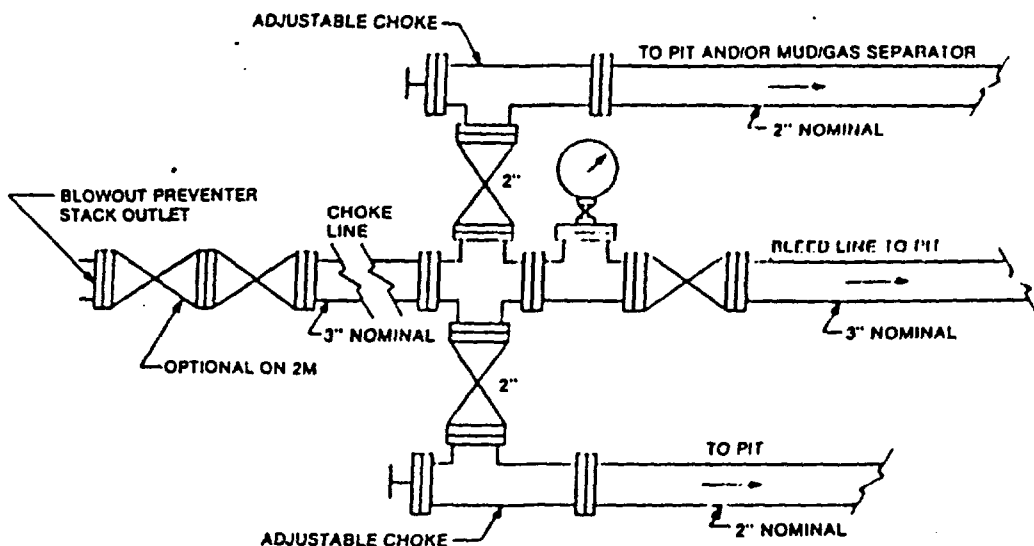 ADJUSTABLE CHOKE
TO PIT AND/OR MUD/GAS SEPARATOR
2" NOMINAL
2"
BLOWOUT PREVENTER
STACK OUTLET
CHOKE
LINE
BLEED LINE TO PIT
3" NOMINAL
3" NOMINAL
OPTIONAL ON 2M
2"
TO PIT
2" NOMINAL
ADJUSTABLE CHOKE